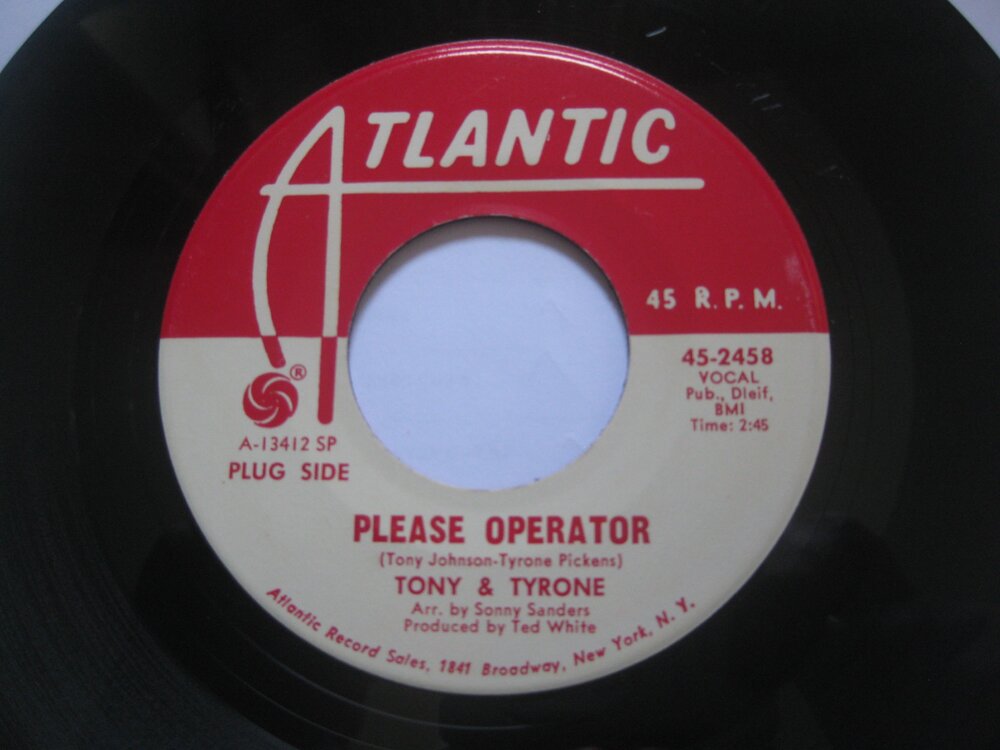 ATLANTIC
45 R.P.M.
®
A-13412 SP
PLUG SIDE
45-2458
VOCAL
Pub., Dleif,
BMI
Time: 2:45
PLEASE OPERATOR
(Tony Johnson-Tyrone Pickens)
TONY & TYRONE
Arr. by Sonny Sanders
Produced by Ted White
Atlantic Record Sales, 1841 Broadway, New York, N. Y.